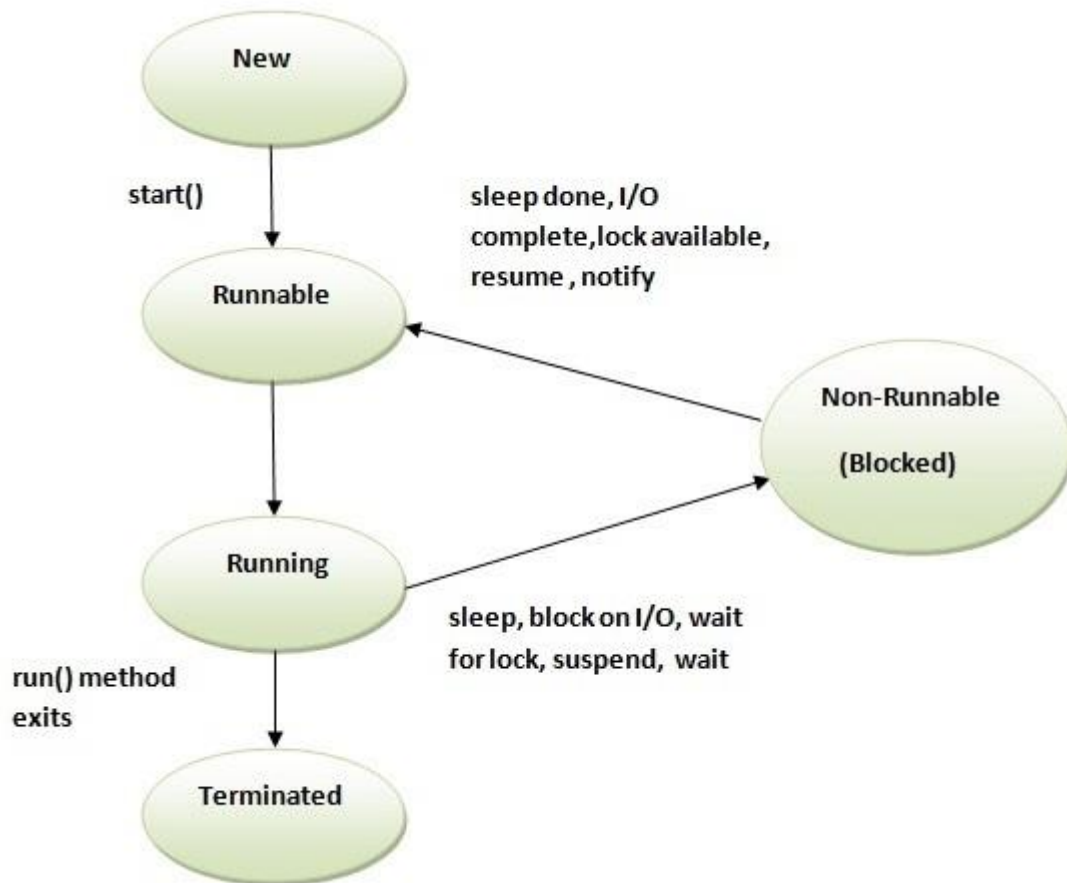 New
start()
sleep done, I/O
complete,lock available,
resume , notify
Runnable
Non-Runnable
(Blocked)
Running
sleep, block on I/O, wait
for lock, suspend, wait
run() method
exits
Terminated